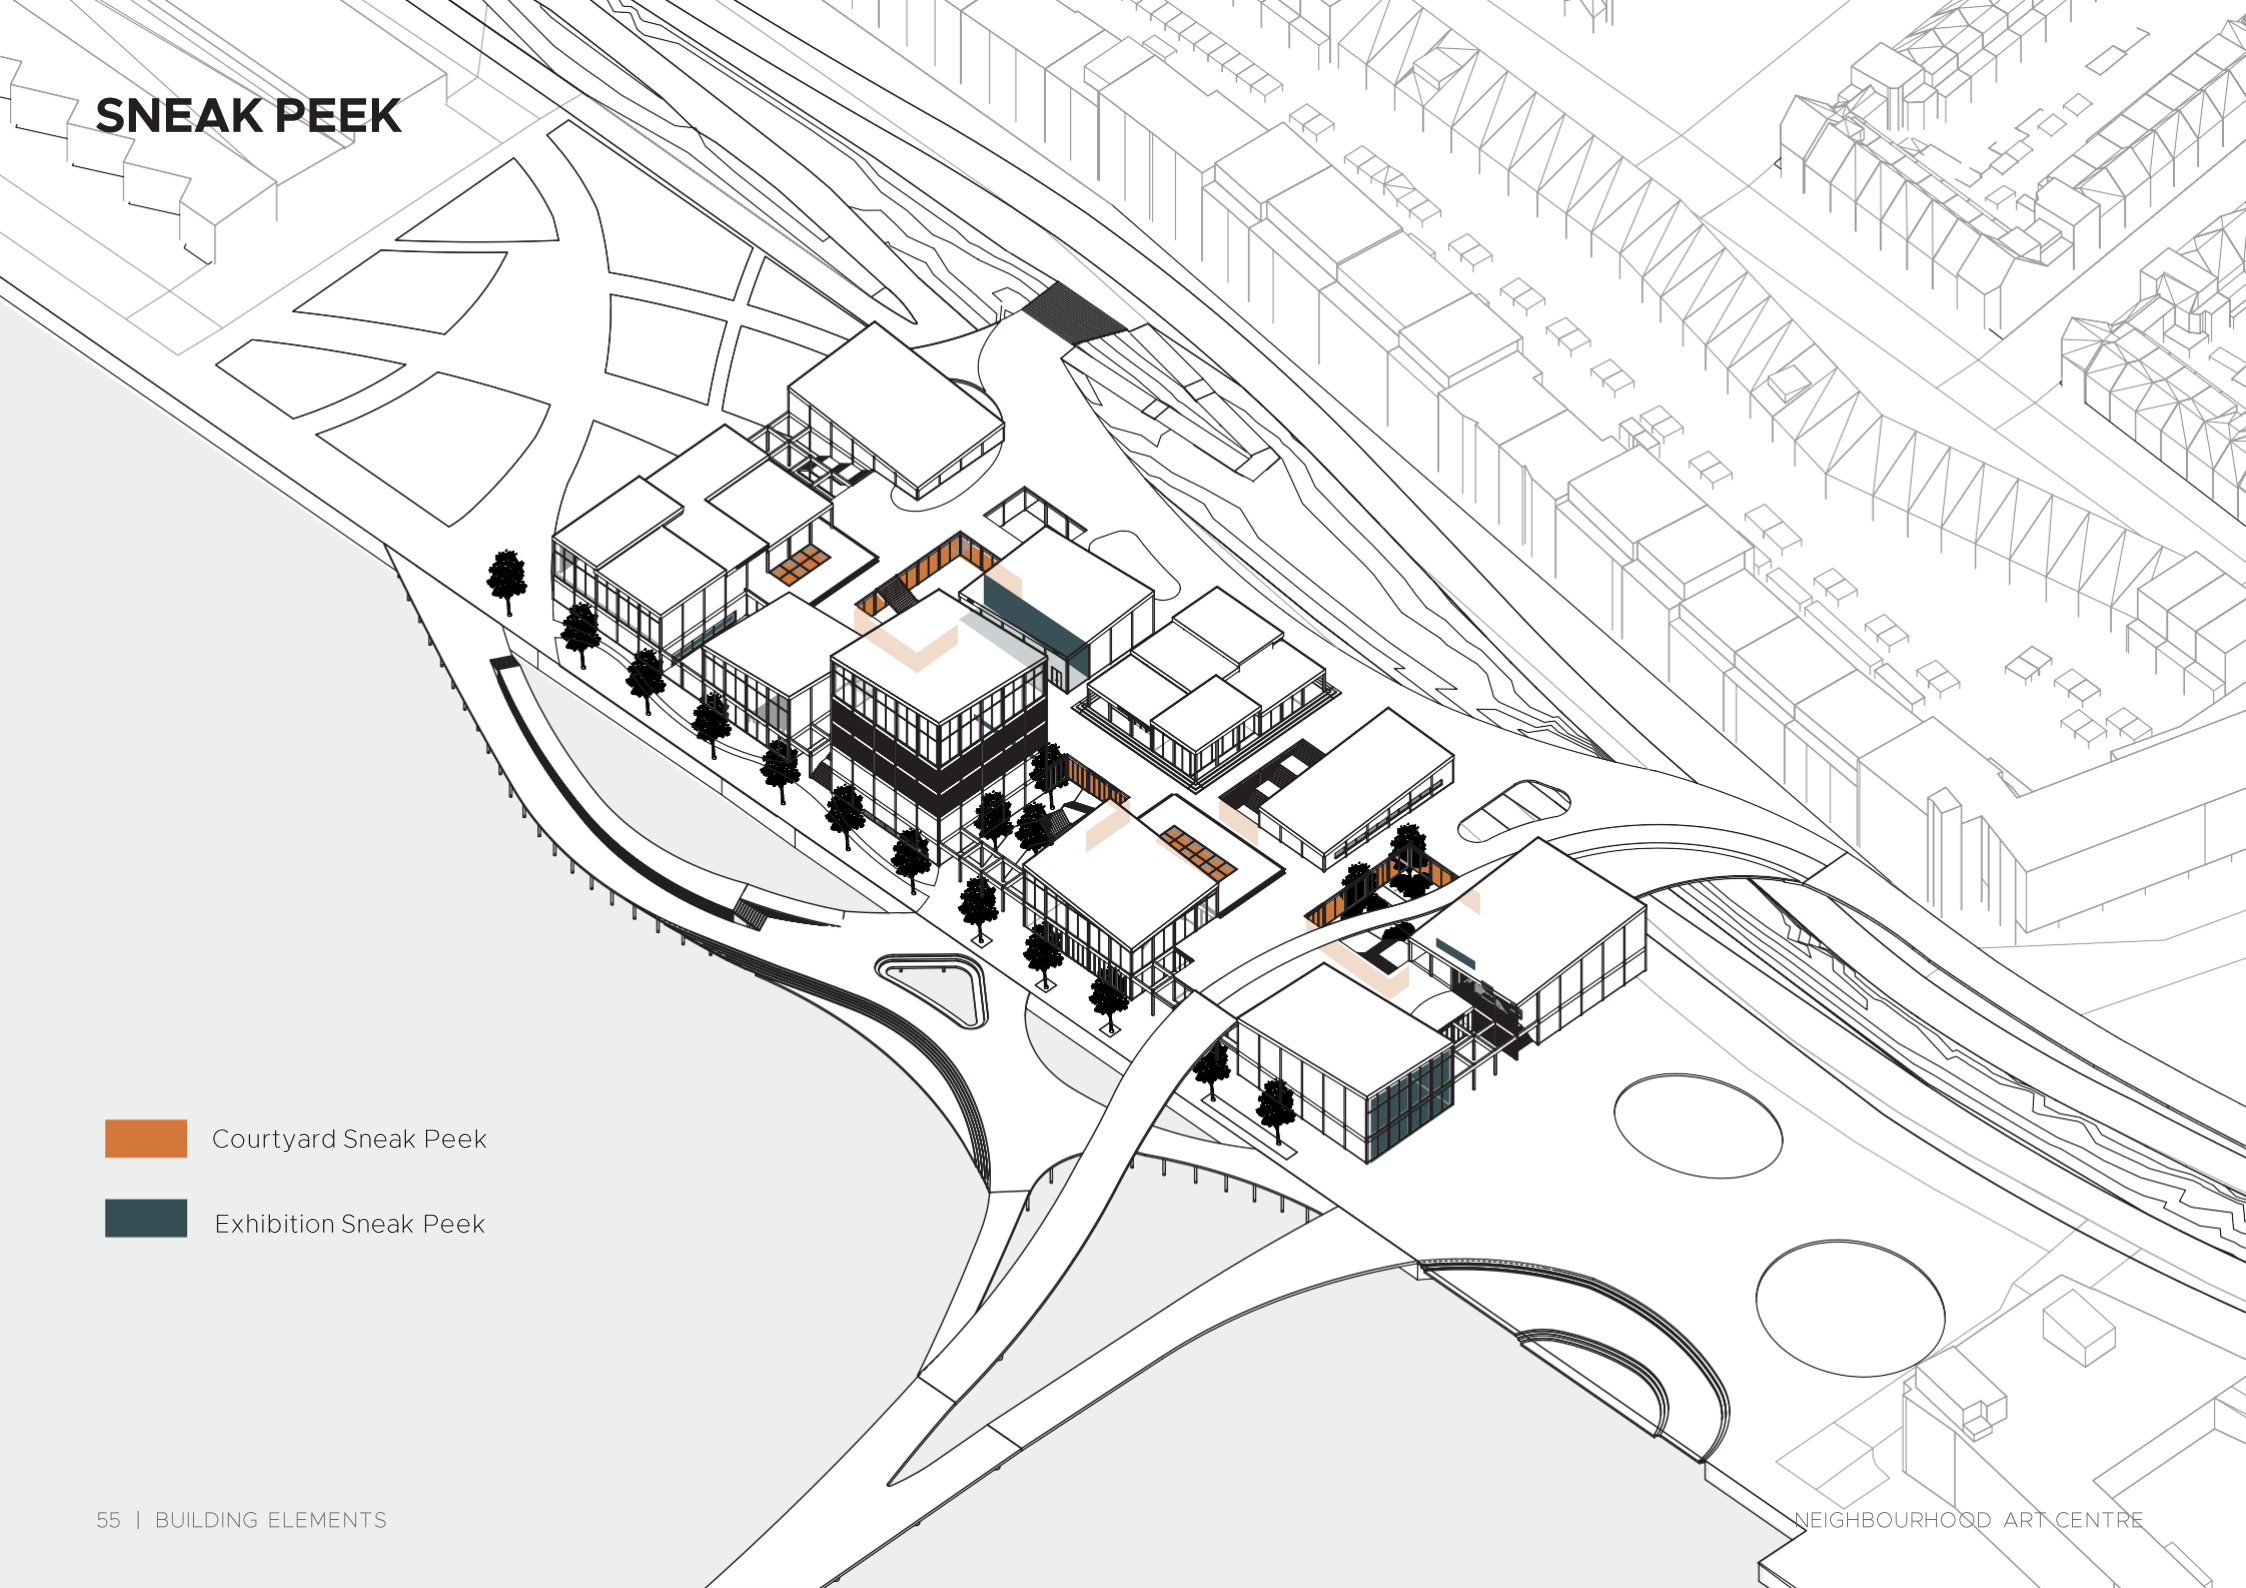 SNEAK PEEK
Courtyard Sneak Peek
Exhibition Sneak Peek
55 | BUILDING ELEMENTS
NEIGHBOURHOOD ART CENTRE